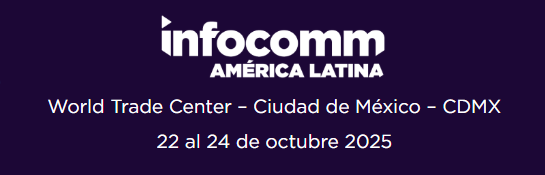 infocomm
AMÉRICA LATINA
World Trade Center – Ciudad de México – CDMX
22 al 24 de octubre 2025